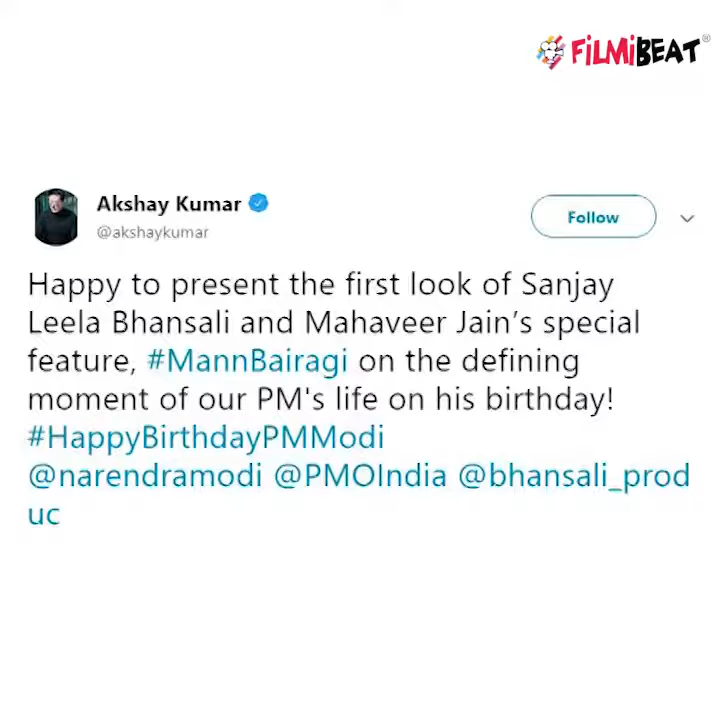 FiLMiBEAT®
Akshay Kumar
@akshaykumar
Follow
Happy to present the first look of Sanjay
Leela Bhansali and Mahaveer Jain’s special
feature, #MannBairagi on the defining
moment of our PM's life on his birthday!
#HappyBirthdayPMModi
@narendramodi @PMOIndia @bhansali_prod
uc